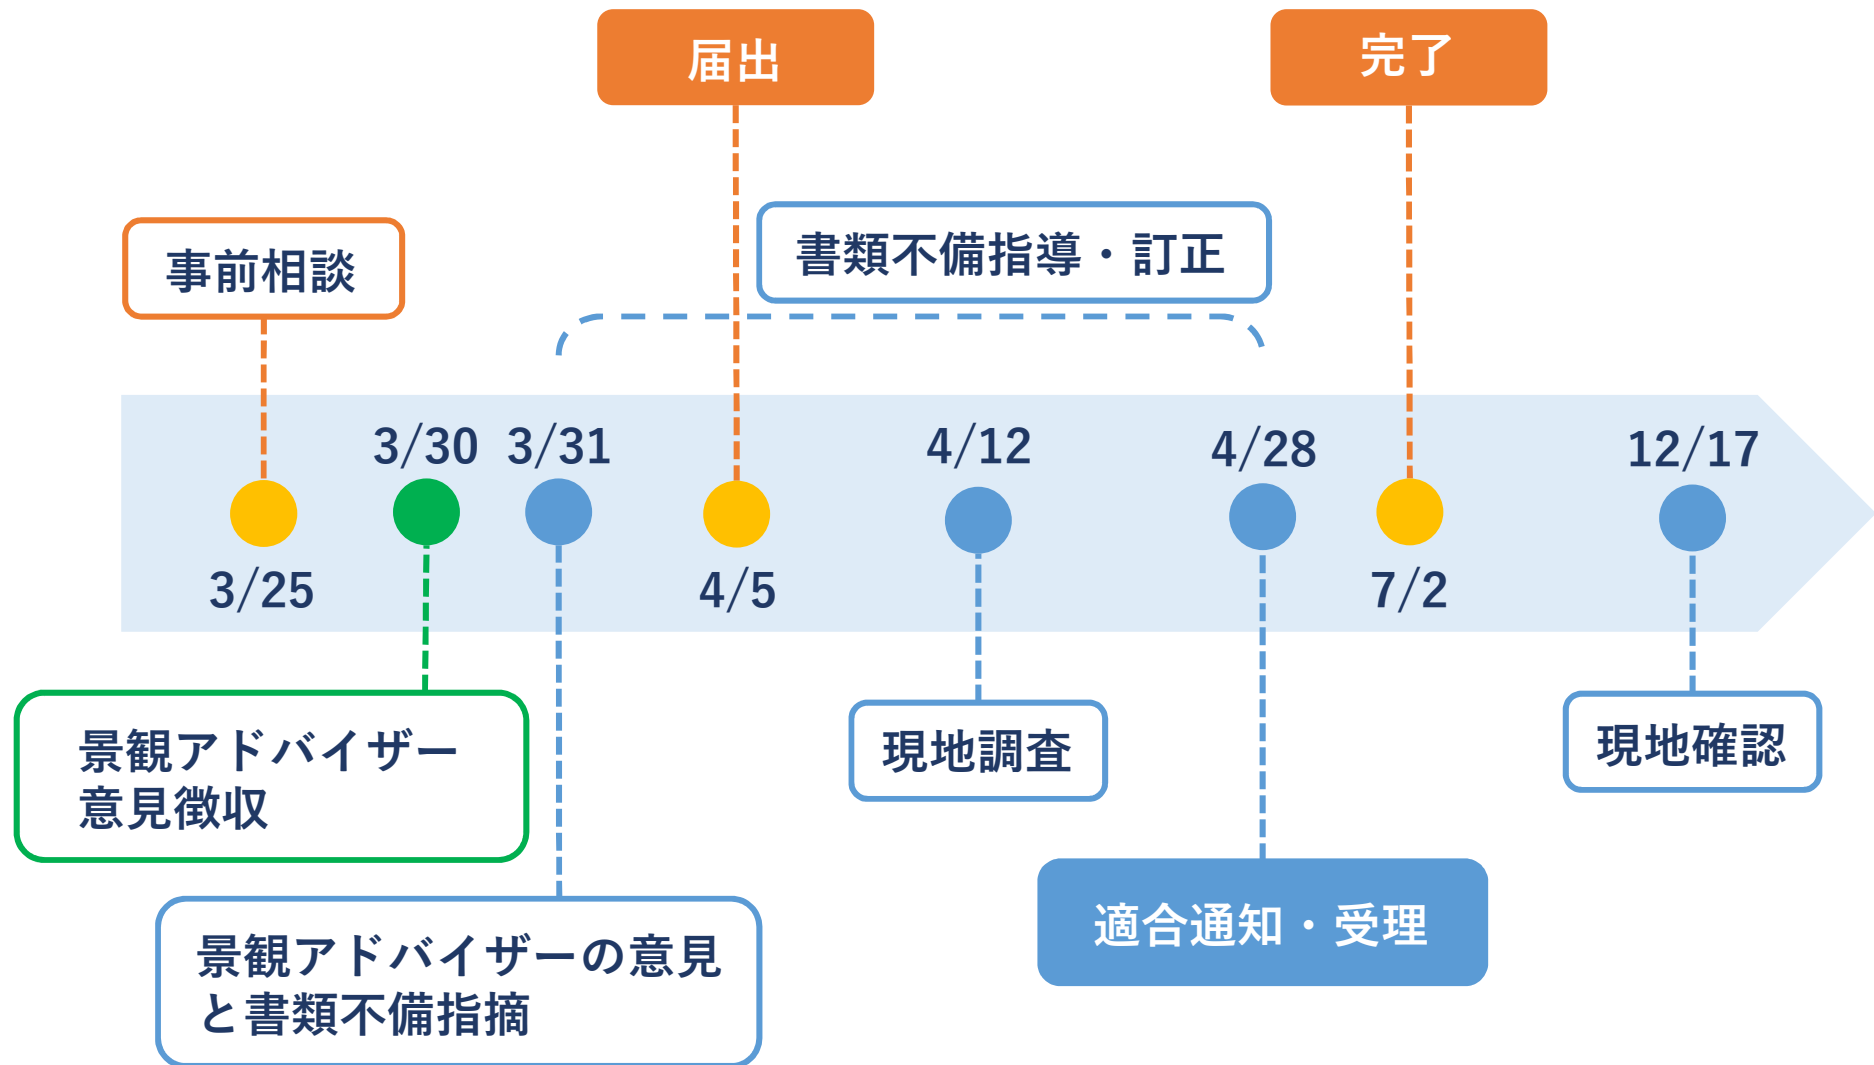 届出
完了
書類不備指導・訂正
事前相談
3/30
3/31
4/12
4/28
12/17
3/25
4/5
7/2
景観アドバイザー
意見徴収
現地調査
現地確認
適合通知・受理
景観アドバイザーの意見
と書類不備指摘